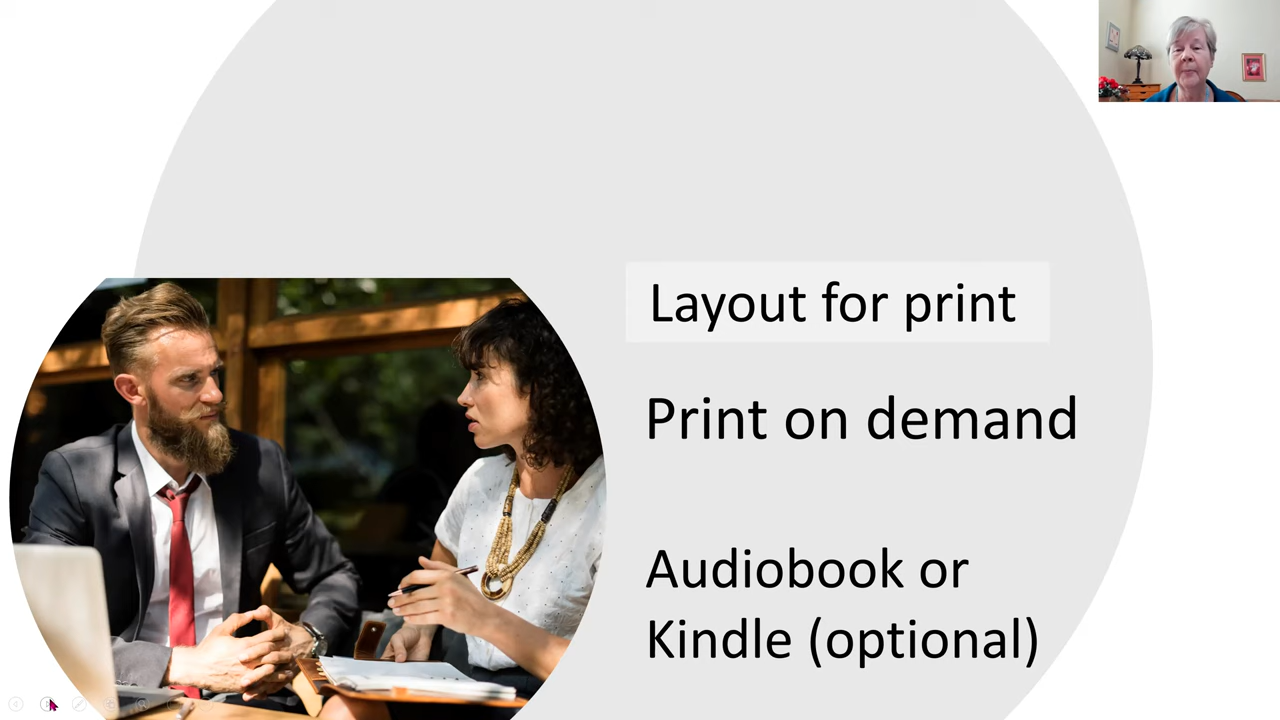 Layout for print
Print on demand
Audiobook or
Kindle (optional)